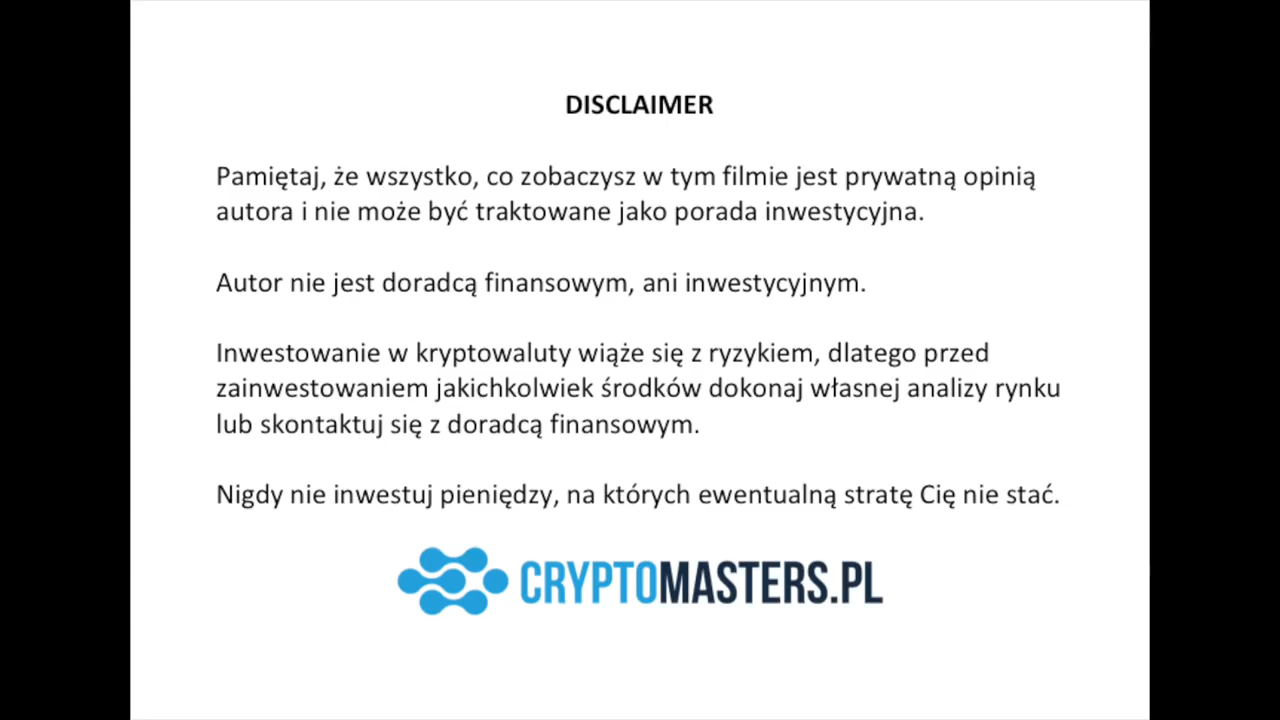 DISCLAIMER
Pamiętaj, że wszystko, co zobaczysz w tym filmie jest prywatną opinią
autora i nie może być traktowane jako porada inwestycyjna.
Autor nie jest doradcą finansowym, ani inwestycyjnym.
Inwestowanie w kryptowaluty wiąże się z ryzykiem, dlatego przed
zainwestowaniem jakichkolwiek środków dokonaj własnej analizy rynku
lub skontaktuj się z doradcą finansowym.
Nigdy nie inwestuj pieniędzy, na których ewentualną stratę Cię nie stać.
CRYPTOMASTERS.PL